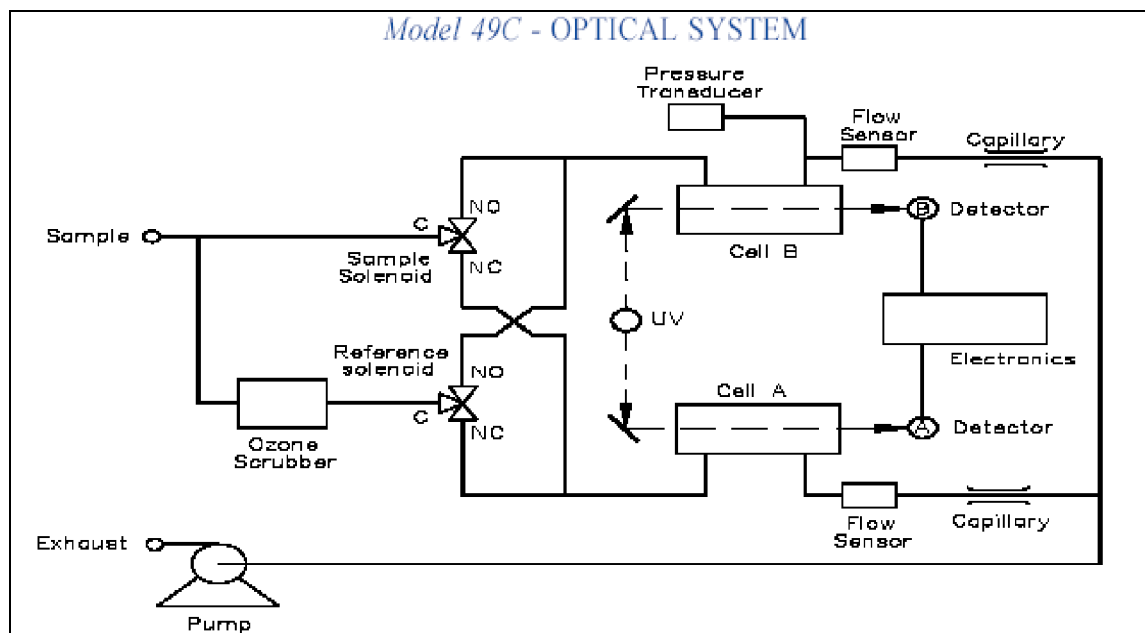 Model 49C - OPTICAL SYSTEM
Pressure
Transducer
Flow
Sensor
Capillary
NO
C
Sample
Sample
Solenoid
NC
B
Detector
Cell B
UV
Reference
solenoid
NO
C
NC
Electronics
Cell A
A
Detector
Ozone
Scrubber
Flow
Sensor
Capillary
Exhaust
Pump